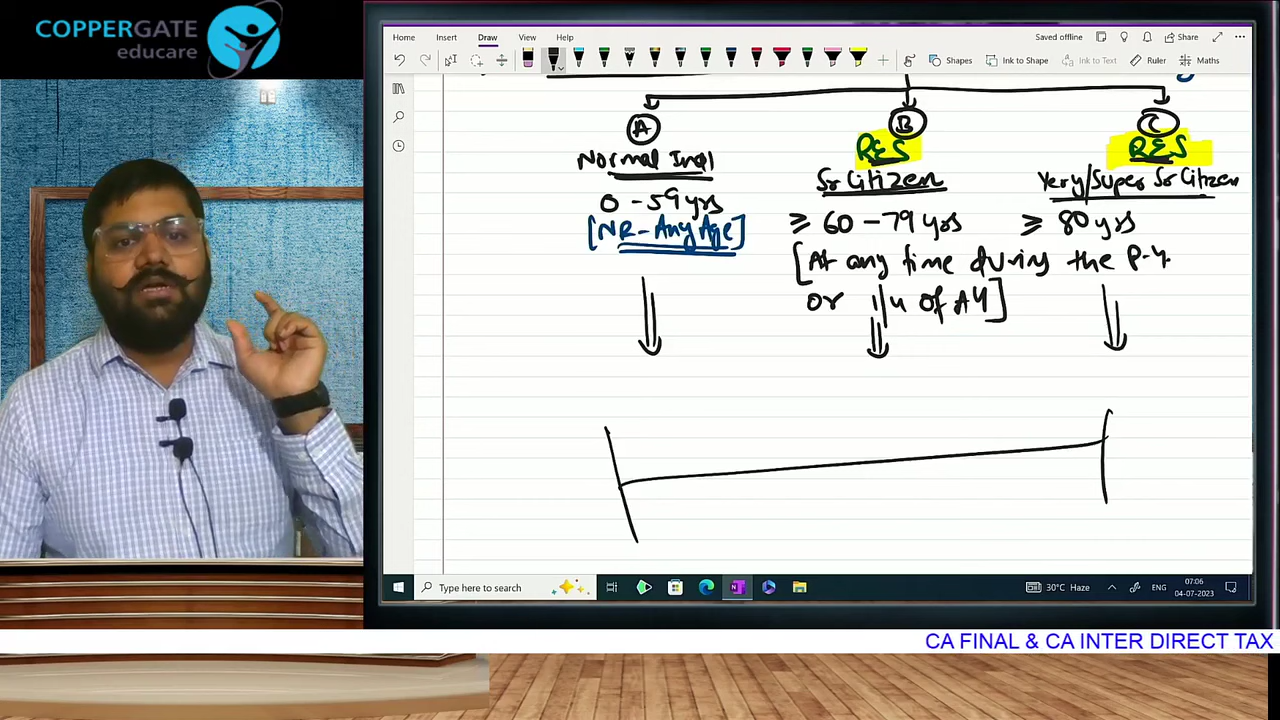 COPPERGATE
educare
Home Insert Draw View Help
Saved offline
Share
Shapes
Ink to Shape
Ink to Text
Ruler
Maths
A
B
C
Normal Indl
RES
RES
Sr Citizen
Very/Super Sr Citizen
0 - 59 yrs
≥ 60 - 79 yrs
≥ 80 yrs
[NR - Any Age]
[At any time during the P.Y.
or 1/4 of AY]
Type here to search
30°C Haze
ENG
07:06
04-07-2023
CA FINAL & CA INTER DIRECT TAX